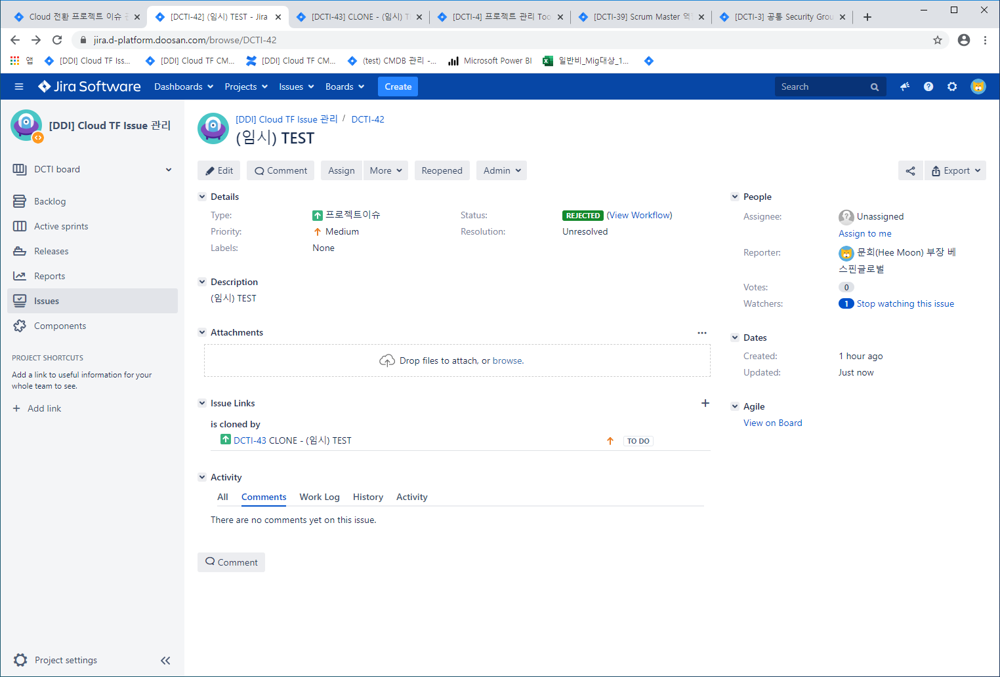 Cloud 전환 프로젝트 이슈
[DCTI-42] (임시) TEST - Jira
[DCTI-43] CLONE - (임시) T
[DCTI-4] 프로젝트 관리 Too
[DCTI-39] Scrum Master 역
[DCTI-3] 공통 Security Grou
jira.d-platform.doosan.com/browse/DCTI-42
앱
[DDI] Cloud TF Iss...
[DDI] Cloud TF CM...
[DDI] Cloud TF CM...
(test) CMDB 관리 -...
Microsoft Power BI
일반비_Mig대상_1...
Jira Software
Dashboards
Projects
Issues
Boards
Create
Search
[DDI] Cloud TF Issue 관리
DCTI board
Backlog
Active sprints
Releases
Reports
Issues
Components
PROJECT SHORTCUTS
Add a link to useful information for your
whole team to see.
+ Add link
Project settings
[DDI] Cloud TF Issue 관리 / DCTI-42
(임시) TEST
Edit
Comment
Assign
More
Reopened
Admin
Export
Details
Type: 프로젝트이슈
Status: REJECTED (View Workflow)
Priority: Medium
Resolution: Unresolved
Labels: None
Description
(임시) TEST
Attachments
Drop files to attach, or browse.
Issue Links
is cloned by
DCTI-43 CLONE - (임시) TEST TO DO
Activity
All Comments Work Log History Activity
There are no comments yet on this issue.
Comment
People
Assignee: Unassigned
Assign to me
Reporter: 문희(Hee Moon) 부장 베
스핀글로벌
Votes: 0
Watchers: 1 Stop watching this issue
Dates
Created: 1 hour ago
Updated: Just now
Agile
View on Board